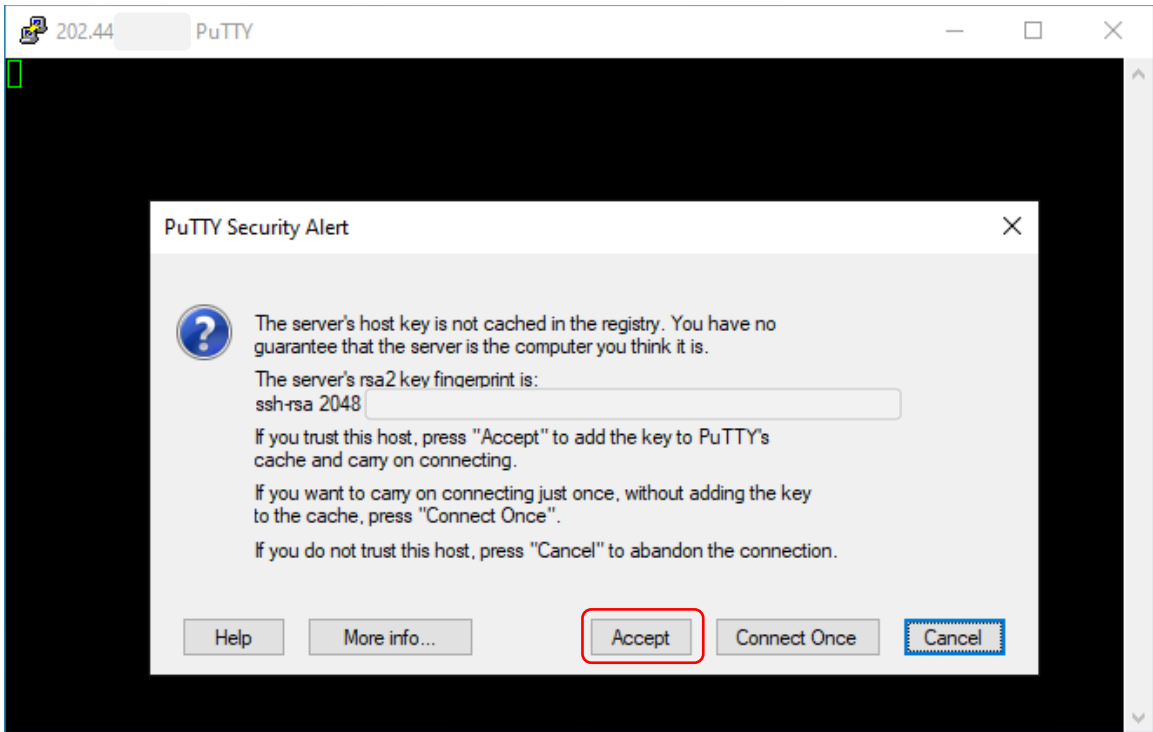 202.44 PuTTY
PuTTY Security Alert
The server's host key is not cached in the registry. You have no
guarantee that the server is the computer you think it is.
The server's rsa2 key fingerprint is:
ssh-rsa 2048
If you trust this host, press "Accept" to add the key to PuTTY's
cache and carry on connecting.
If you want to carry on connecting just once, without adding the key
to the cache, press "Connect Once".
If you do not trust this host, press "Cancel" to abandon the connection.
Help More info... Accept Connect Once Cancel